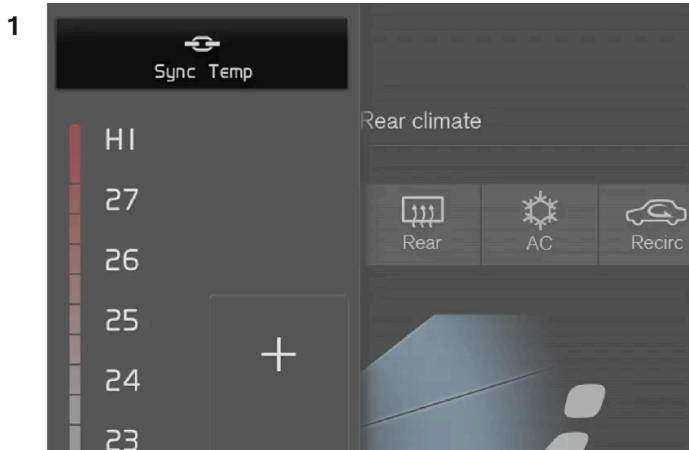 1
Sync Temp
Rear climate
HI
27
Rear
AC
Recirc
26
25
24
23
+